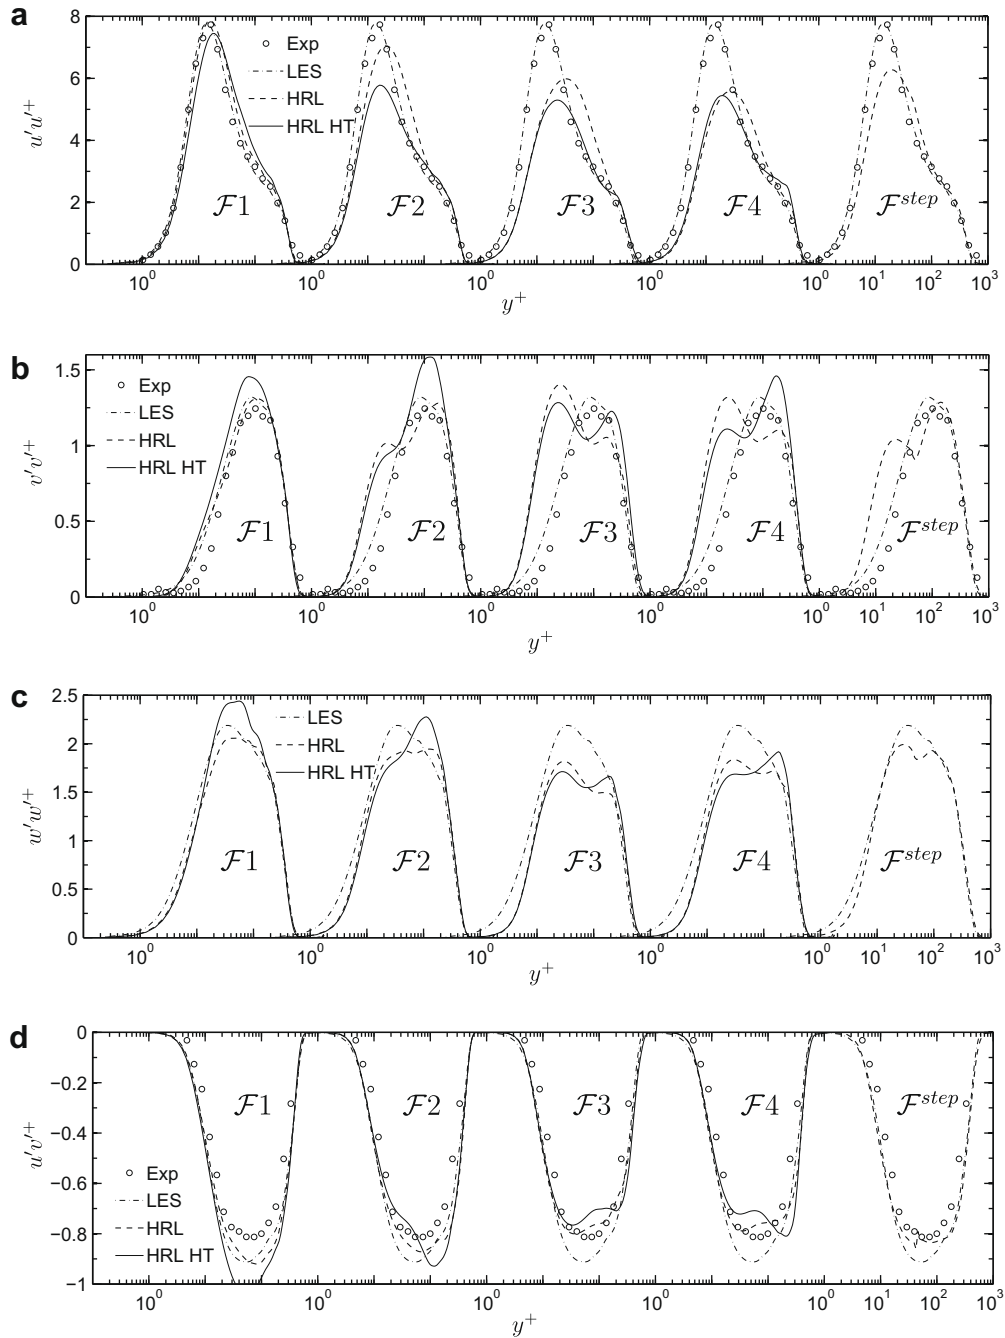 a
8
6
4
2
0
u'u'+
Exp
LES
HRL
HRL HT
F1
F2
F3
F4
F^step
10^0
10^0
10^0
10^0
10^0
10^1
10^2
10^3
y+
b
1.5
1
0.5
0
v'v'+
Exp
LES
HRL
HRL HT
F1
F2
F3
F4
F^step
10^0
10^0
10^0
10^0
10^0
10^1
10^2
10^3
y+
c
2.5
2
1.5
1
0.5
0
w'w'+
LES
HRL
HRL HT
F1
F2
F3
F4
F^step
10^0
10^0
10^0
10^0
10^0
10^1
10^2
10^3
y+
d
0
−0.2
−0.4
−0.6
−0.8
−1
u'v'+
F1
F2
F3
F4
F^step
Exp
LES
HRL
HRL HT
10^0
10^0
10^0
10^0
10^0
10^1
10^2
10^3
y+